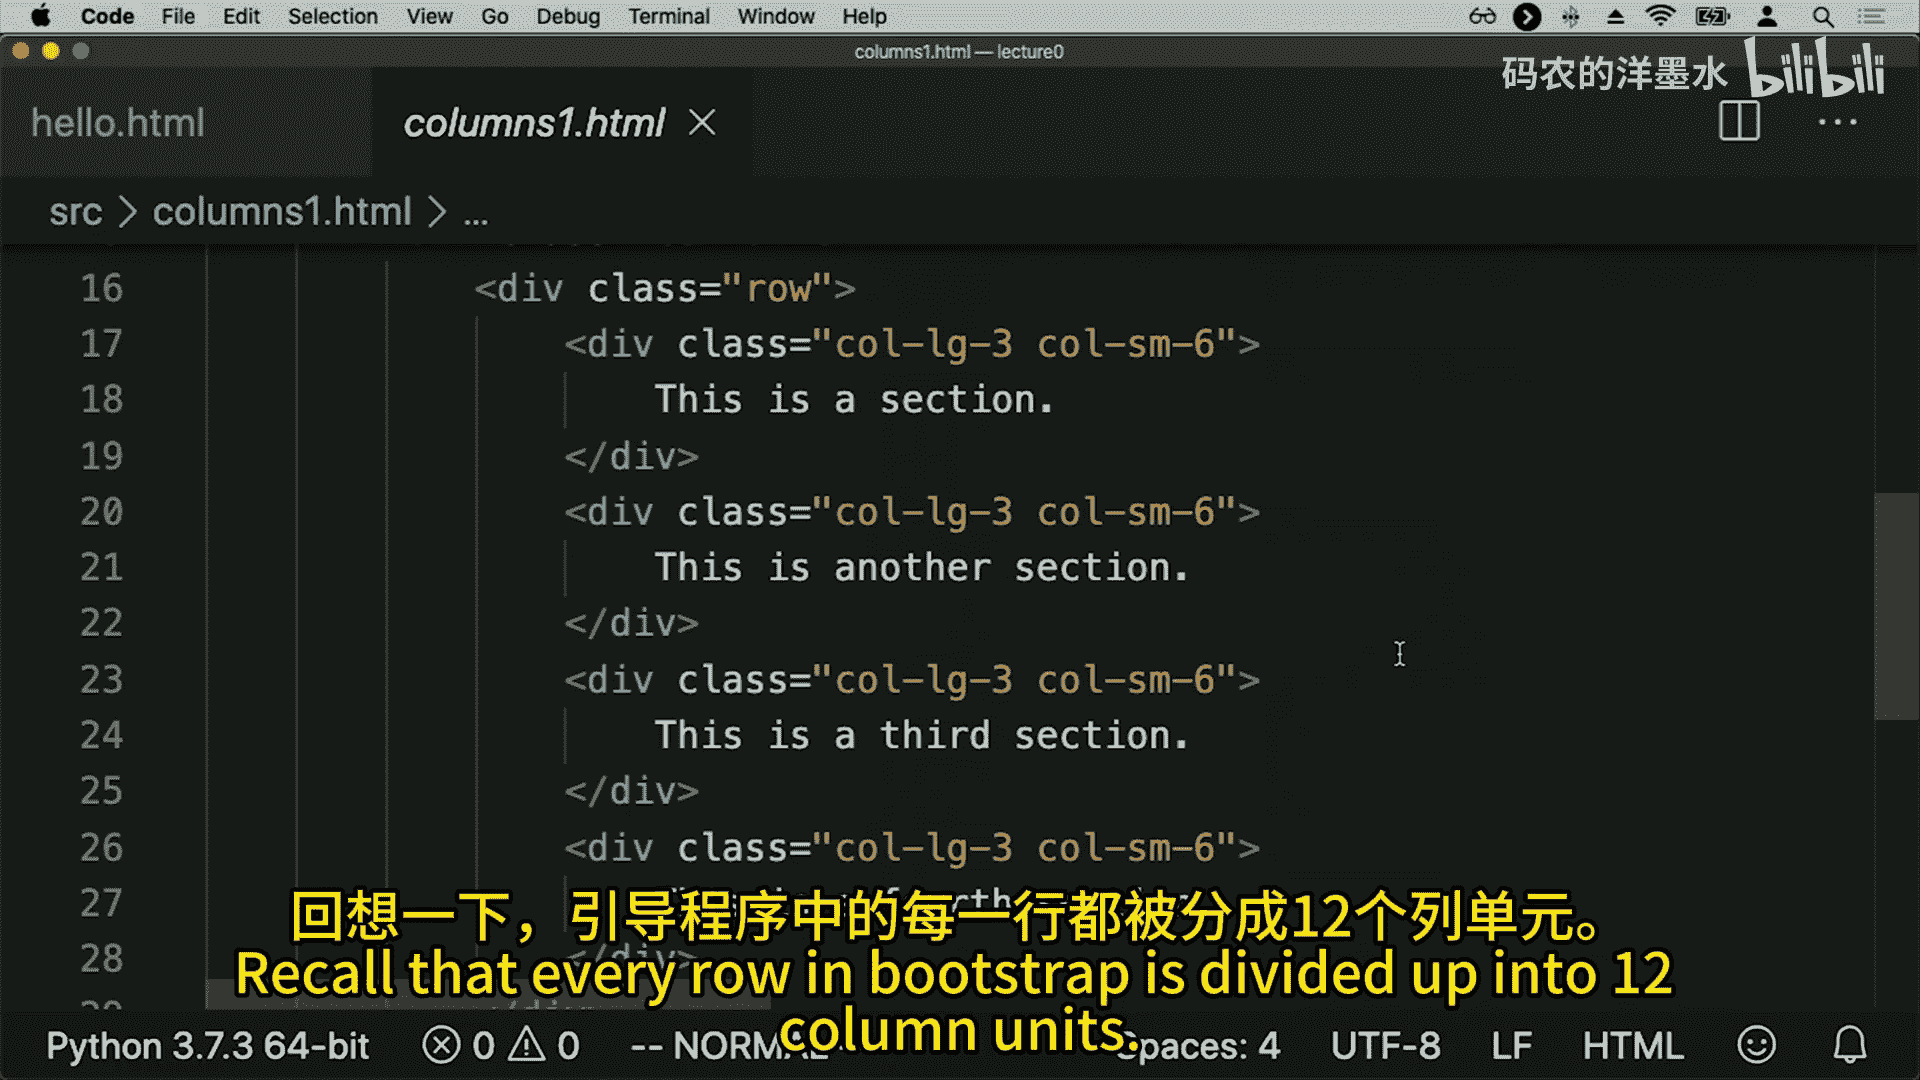 Code File Edit Selection View Go Debug Terminal Window Help
columns1.html — lecture0
码农的洋墨水 bilibili
hello.html columns1.html
src > columns1.html > ...
16 <div class="row">
17 <div class="col-lg-3 col-sm-6">
18 This is a section.
19 </div>
20 <div class="col-lg-3 col-sm-6">
21 This is another section.
22 </div>
23 <div class="col-lg-3 col-sm-6">
24 This is a third section.
25 </div>
26 <div class="col-lg-3 col-sm-6">
27
回想一下，引导程序中的每一行都被分成12个列单元。
28 </div>
Recall that every row in bootstrap is divided up into 12
column units.
Python 3.7.3 64-bit 0 0 -- NORMAL Spaces: 4 UTF-8 LF HTML